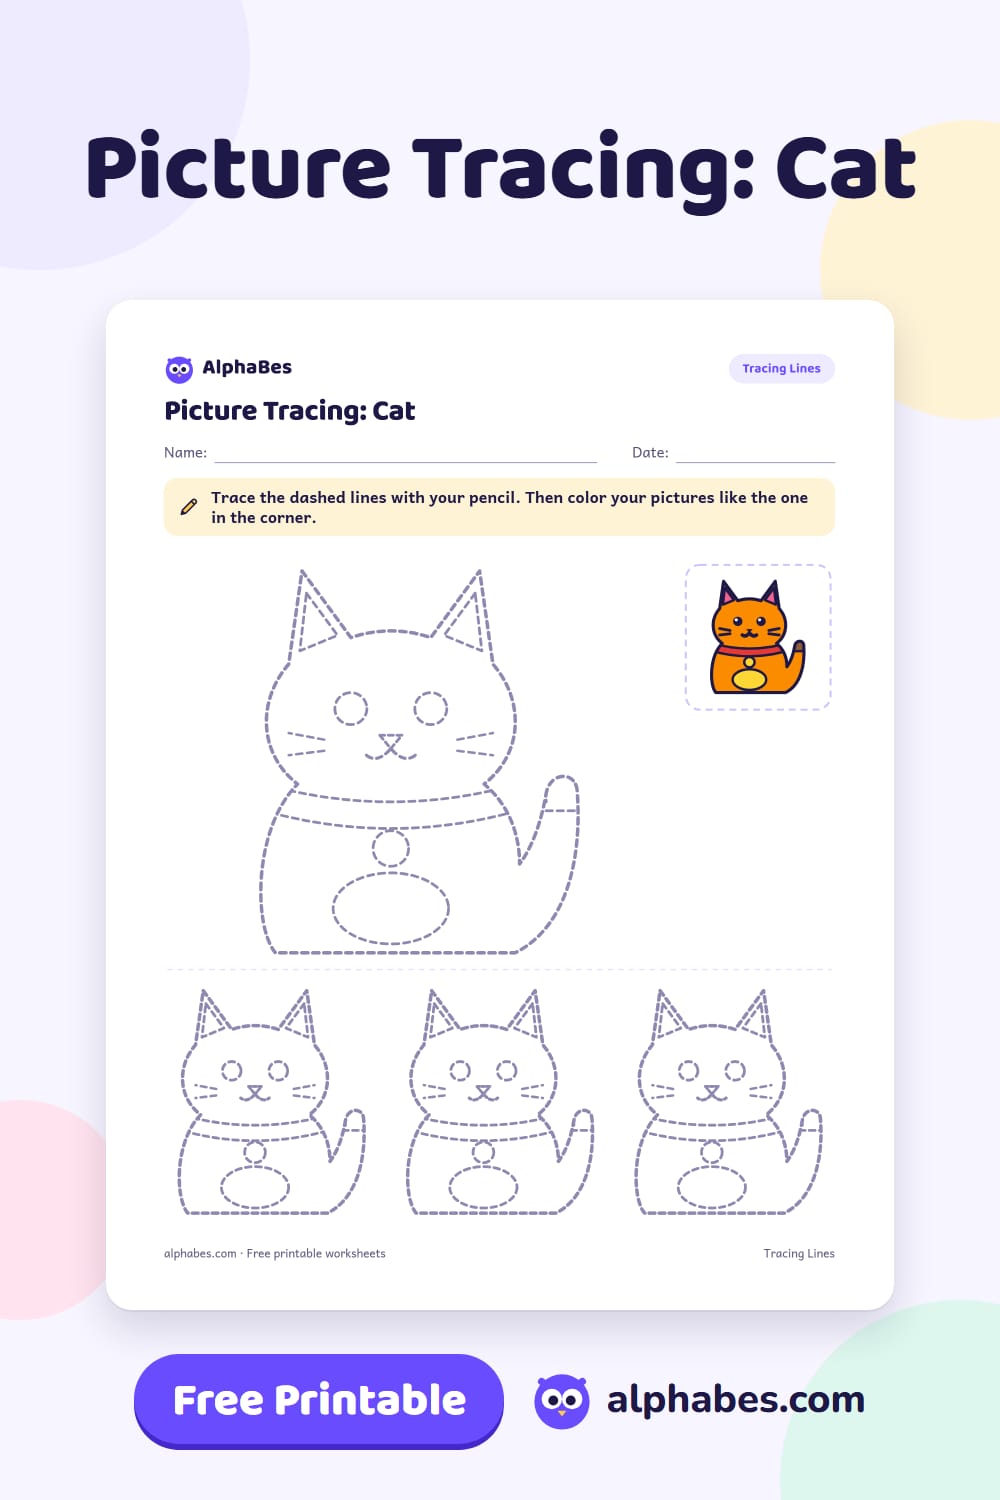 Picture Tracing: Cat
AlphaBes
Tracing Lines
Picture Tracing: Cat
Name:
Date:
Trace the dashed lines with your pencil. Then color your pictures like the one
in the corner.
alphabes.com · Free printable worksheets
Tracing Lines
Free Printable
alphabes.com